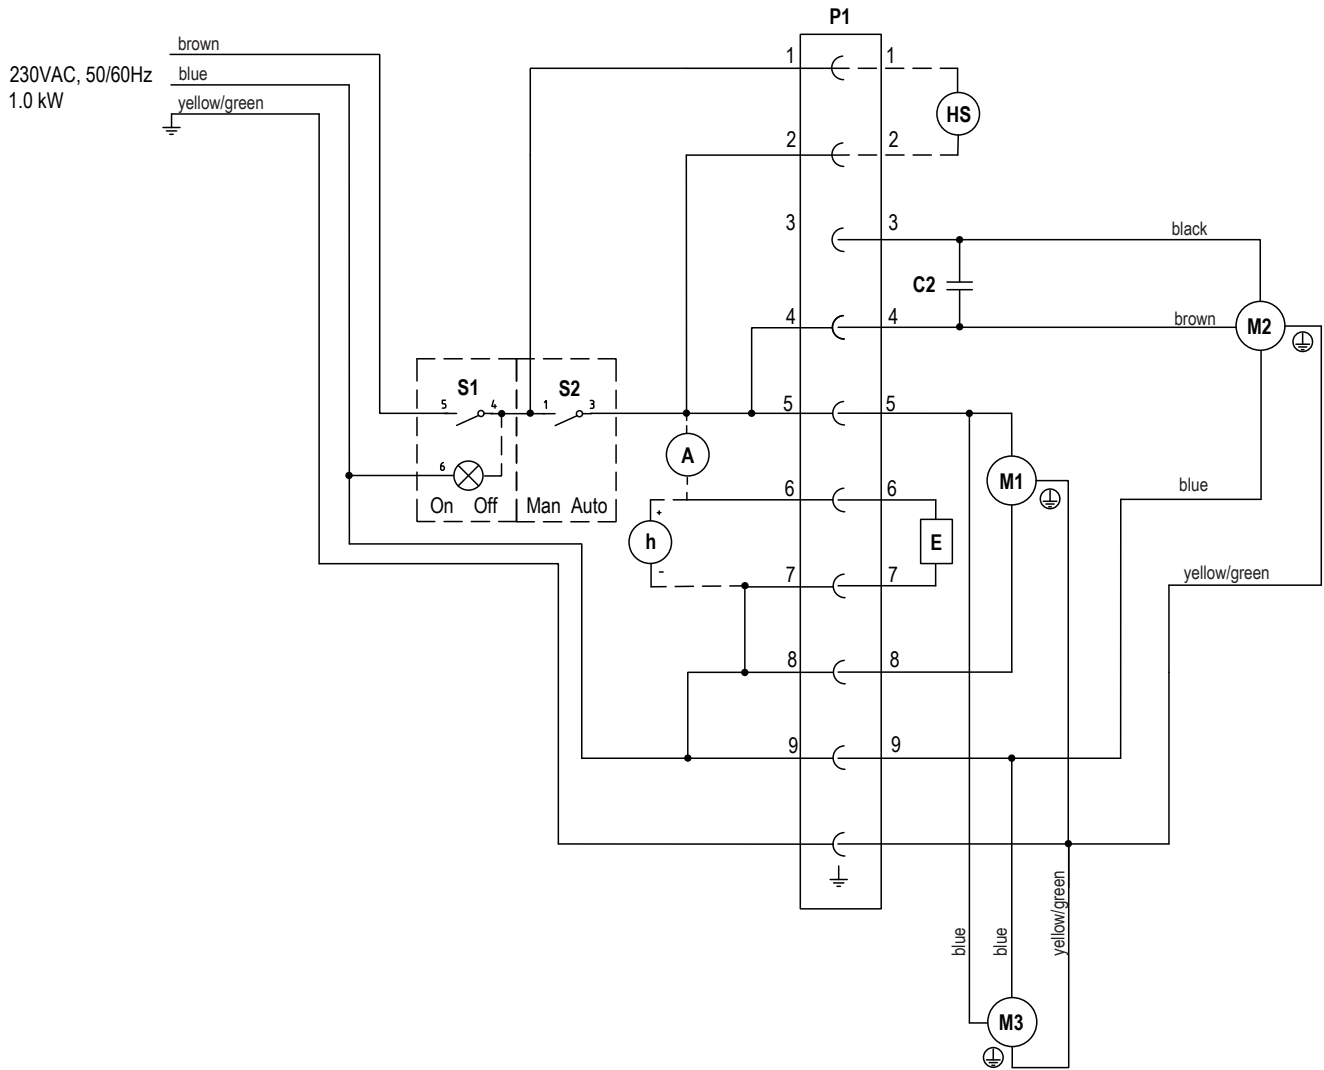 P1
brown
230VAC, 50/60Hz
blue
1.0 kW
yellow/green
1 1
HS
2 2
3 3
black
C2
4 4
brown
M2
S1 S2
5 4 1 3
5 5
A
6
On Off Man Auto
6 6
M1
blue
+
h
E
-
7 7
yellow/green
8 8
9 9
blue
blue
yellow/green
M3